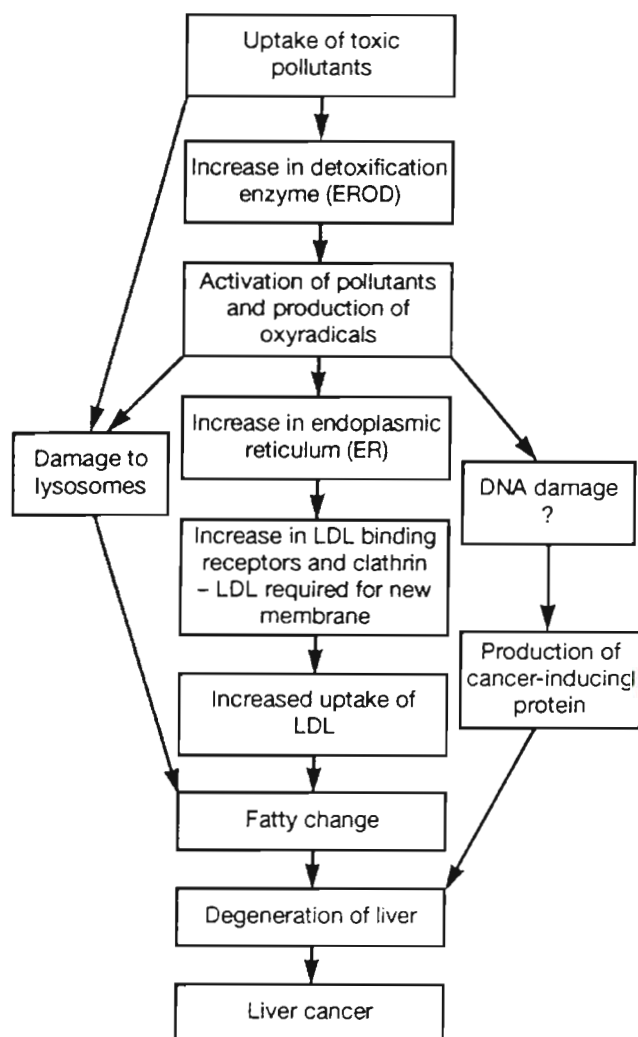 Uptake of toxic
pollutants
Increase in detoxification
enzyme (EROD)
Activation of pollutants
and production of
oxyradicals
Increase in endoplasmic
reticulum (ER)
Damage to
lysosomes
DNA damage
?
Increase in LDL binding
receptors and clathrin
– LDL required for new
membrane
Production of
cancer-inducing
protein
Increased uptake of
LDL
Fatty change
Degeneration of liver
Liver cancer